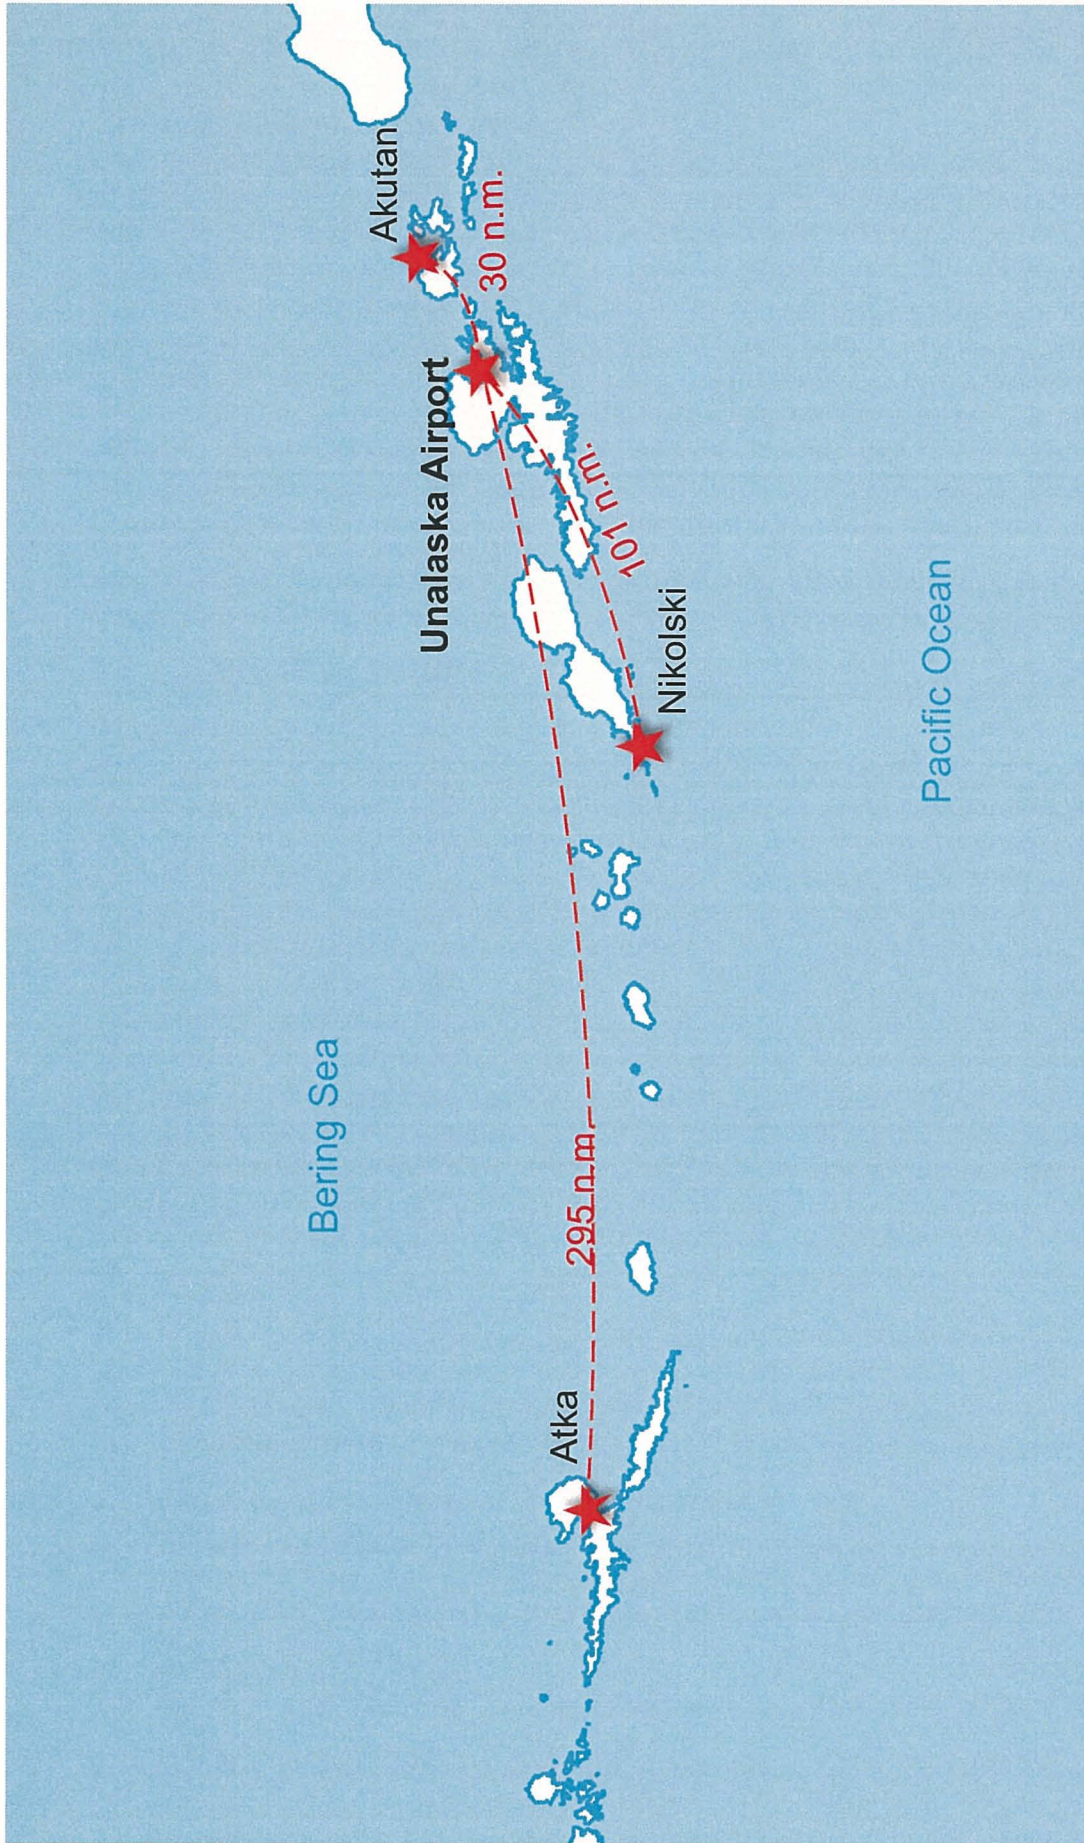 Akutan
30 n.m.
Unalaska Airport
101 n.m.
Nikolski
Pacific Ocean
Bering Sea
295 n.m.
Atka